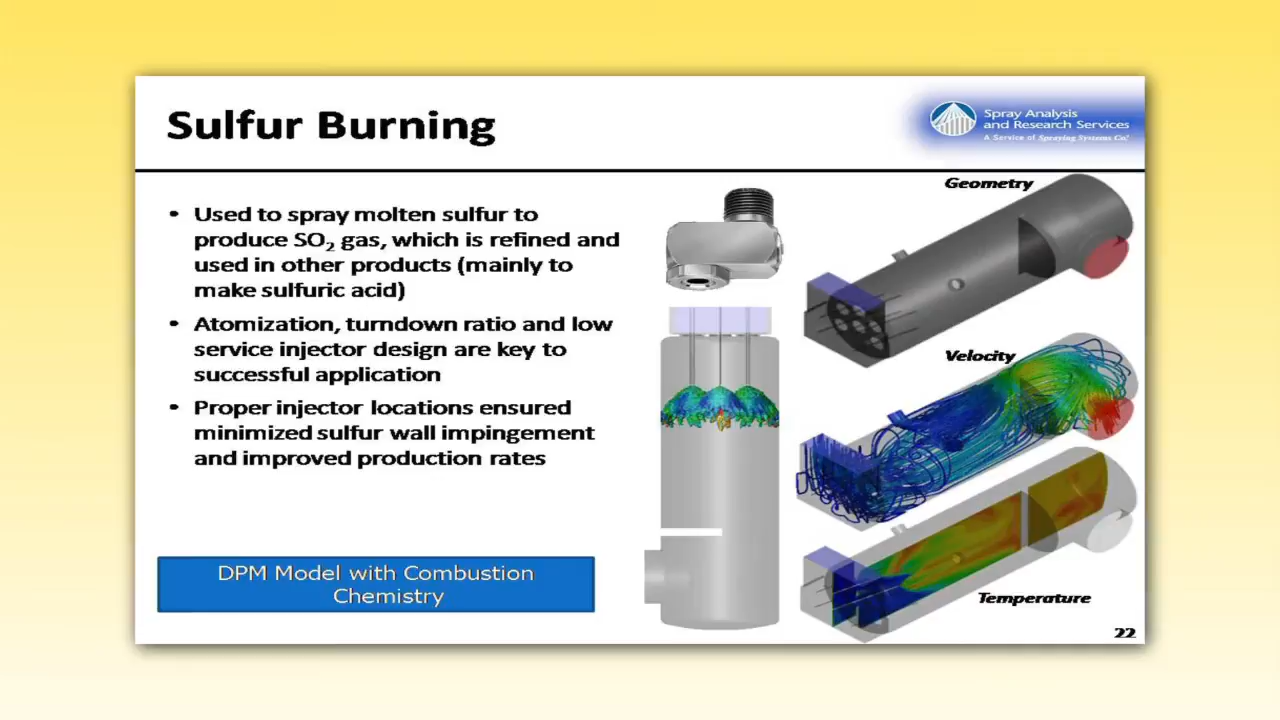 Sulfur Burning
Spray Analysis
and Research Services
A Service of Spraying Systems Co.
• Used to spray molten sulfur to
produce SO₂ gas, which is refined and
used in other products (mainly to
make sulfuric acid)
• Atomization, turndown ratio and low
service injector design are key to
successful application
• Proper injector locations ensured
minimized sulfur wall impingement
and improved production rates
DPM Model with Combustion
Chemistry
Geometry
Velocity
Temperature
22